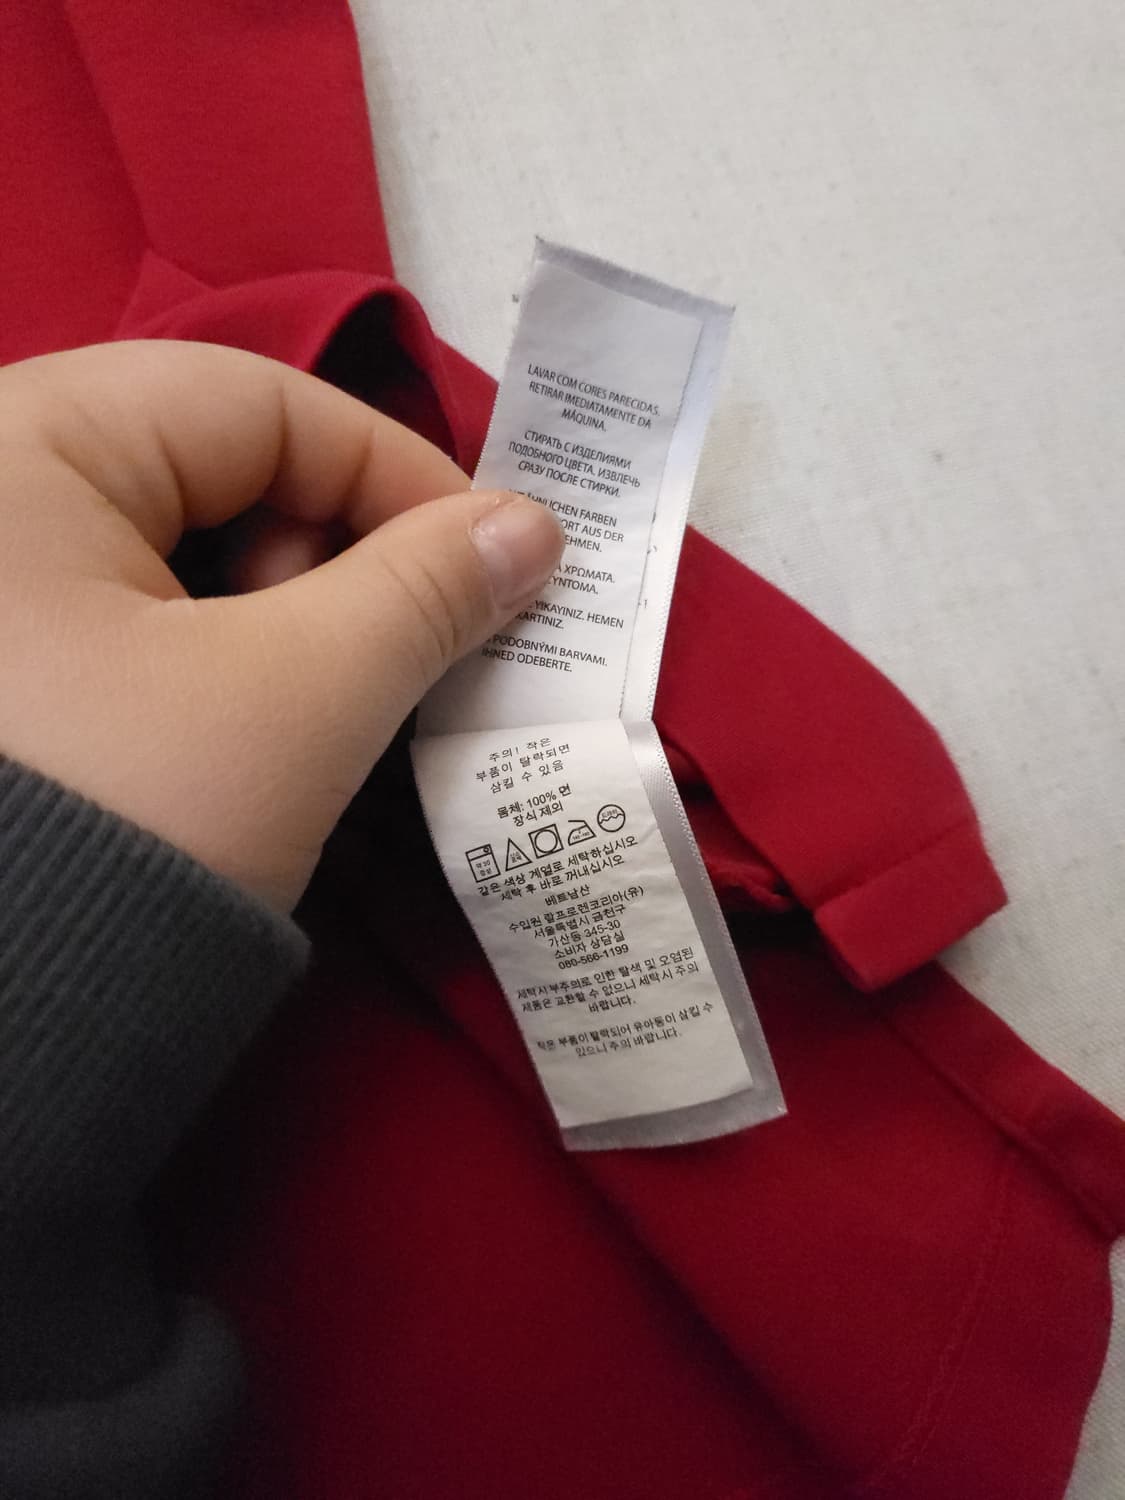 LAVAR COM CORES PARECIDAS.
RETIRAR IMEDIATAMENTE DA
MÁQUINA.
СТИРАТЬ С ИЗДЕЛИЯМИ
ПОДОБНОГО ЦВЕТА. ИЗВЛЕЧЬ
СРАЗУ ПОСЛЕ СТИРКИ.
FARBEN
AUS DER
ΧΡΩΜΑΤΑ.
YIKAYINIZ. HEMEN
PODOBNÝMI BARVAMI.
IHNED ODEBERTE.
주의! 작은
부품이 탈락되면
삼킬 수 있음
몸체: 100% 면
장식 제외
약 30
중성
같은 색상 계열로 세탁하십시오
세탁 후 바로 꺼내십시오
베트남산
수입원 랄프로렌코리아(유)
서울특별시 금천구
가산동 345-30
소비자 상담실
080-566-1199
세탁시 부주의로 인한 탈색 및 오염된
제품은 교환할 수 없으니 세탁시 주의
바랍니다.
작은 부품이 탈락되어 유아동이 삼킬 수
있으니 주의 바랍니다.